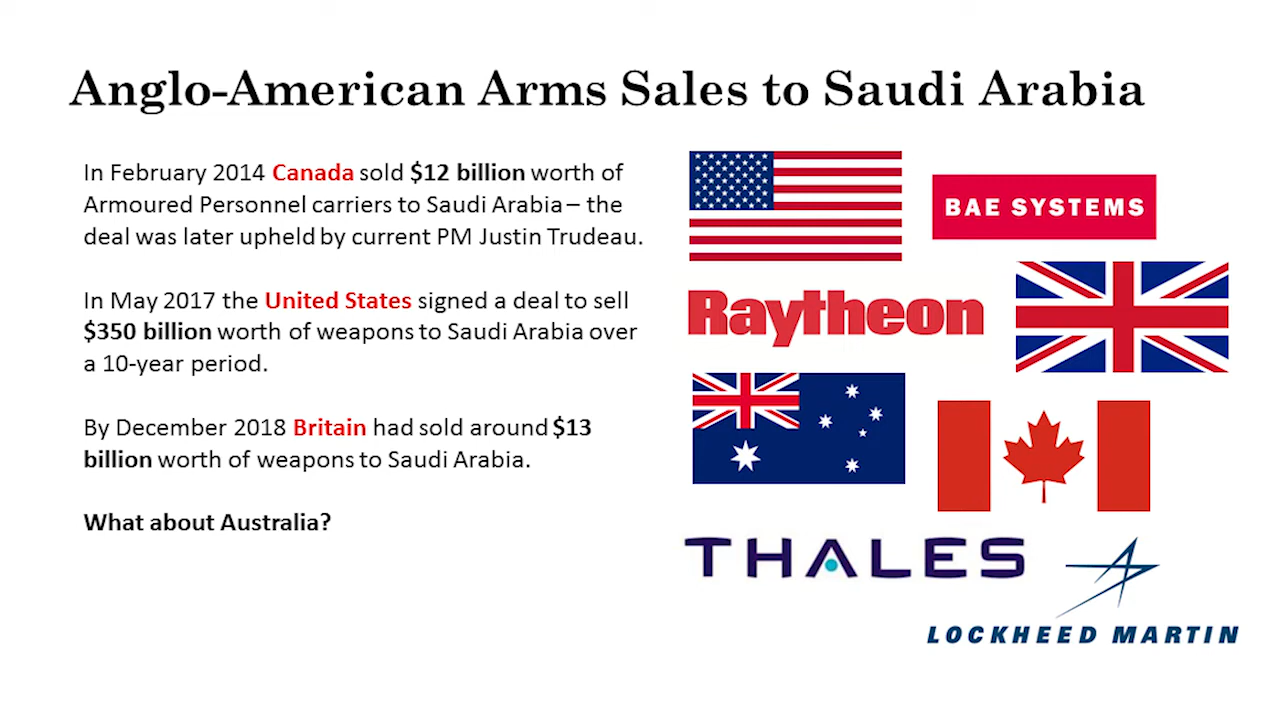 Anglo-American Arms Sales to Saudi Arabia
In February 2014 Canada sold $12 billion worth of
Armoured Personnel carriers to Saudi Arabia – the
deal was later upheld by current PM Justin Trudeau.
In May 2017 the United States signed a deal to sell
$350 billion worth of weapons to Saudi Arabia over
a 10-year period.
By December 2018 Britain had sold around $13
billion worth of weapons to Saudi Arabia.
What about Australia?
BAE SYSTEMS
Raytheon
THALES
LOCKHEED MARTIN